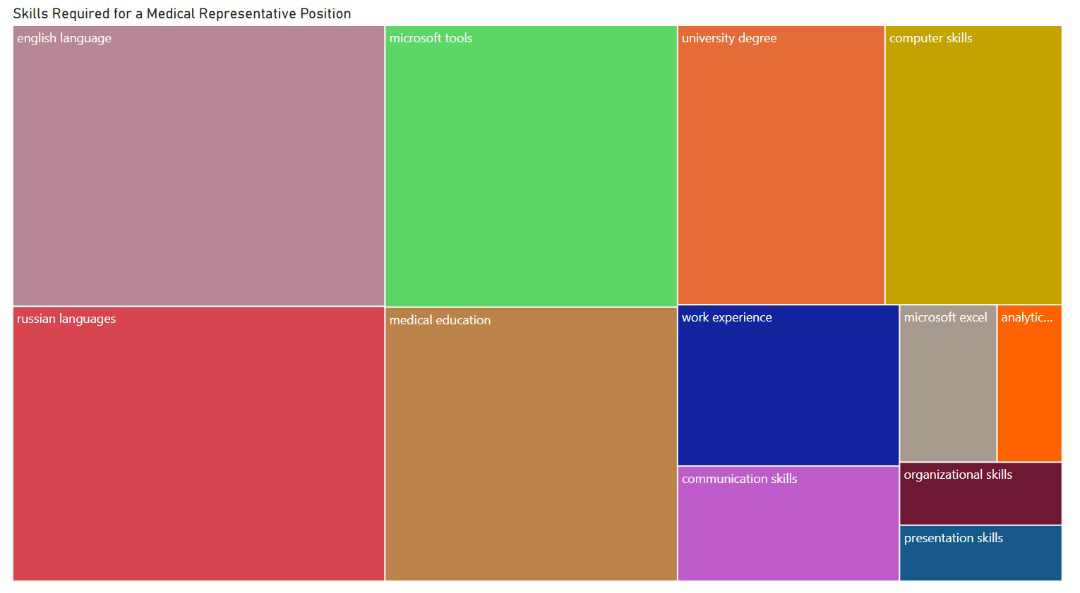 Skills Required for a Medical Representative Position
english language
microsoft tools
university degree
computer skills
russian languages
medical education
work experience
microsoft excel
analytic...
communication skills
organizational skills
presentation skills